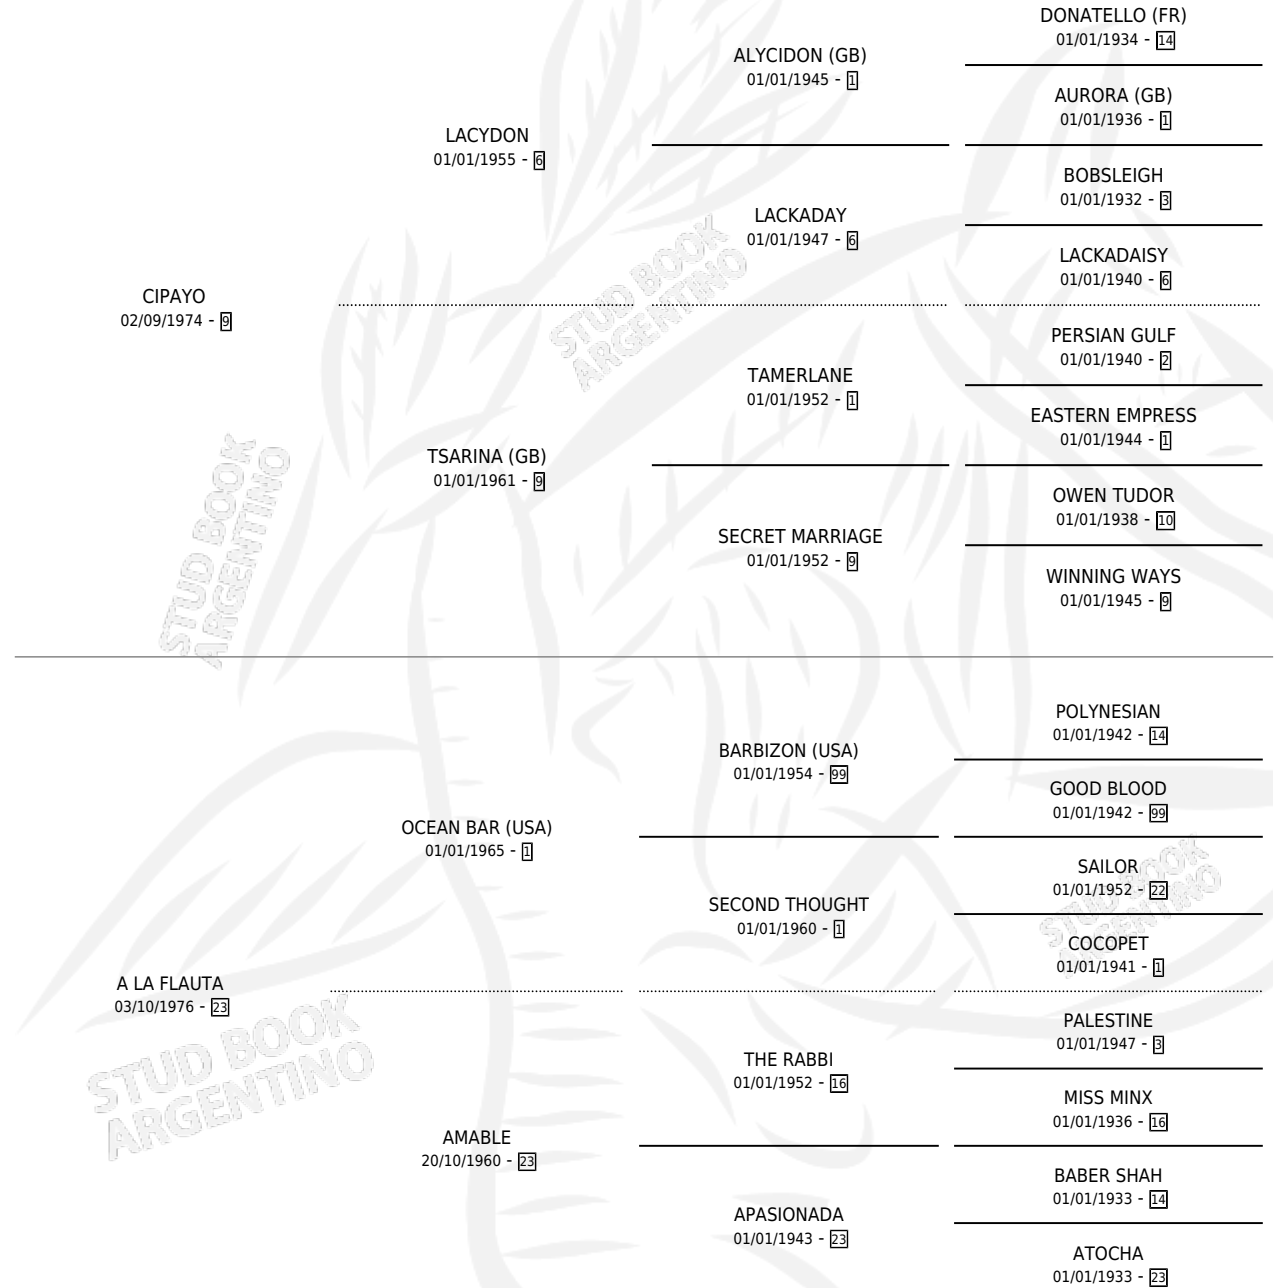 DONATELLO (FR)
01/01/1934 - 14
ALYCIDON (GB)
01/01/1945 - 1
AURORA (GB)
01/01/1936 - 1
LACYDON
01/01/1955 - 6
BOBSLEIGH
01/01/1932 - 3
LACKADAY
01/01/1947 - 6
LACKADAISY
01/01/1940 - 6
CIPAYO
02/09/1974 - 9
STUD BOOK
ARGENTINO
PERSIAN GULF
01/01/1940 - 2
TAMERLANE
01/01/1952 - 1
EASTERN EMPRESS
01/01/1944 - 1
TSARINA (GB)
01/01/1961 - 9
OWEN TUDOR
01/01/1938 - 10
SECRET MARRIAGE
01/01/1952 - 9
WINNING WAYS
01/01/1945 - 9
STUD BOOK
ARGENTINO
POLYNESIAN
01/01/1942 - 14
BARBIZON (USA)
01/01/1954 - 99
GOOD BLOOD
01/01/1942 - 99
OCEAN BAR (USA)
01/01/1965 - 1
SAILOR
01/01/1952 - 22
SECOND THOUGHT
01/01/1960 - 1
STUD BOOK
ARGENTINO
COCOPET
01/01/1941 - 1
A LA FLAUTA
03/10/1976 - 23
PALESTINE
01/01/1947 - 3
THE RABBI
01/01/1952 - 16
STUD BOOK
ARGENTINO
MISS MINX
01/01/1936 - 16
AMABLE
20/10/1960 - 23
BABER SHAH
01/01/1933 - 14
APASIONADA
01/01/1943 - 23
ATOCHA
01/01/1933 - 23